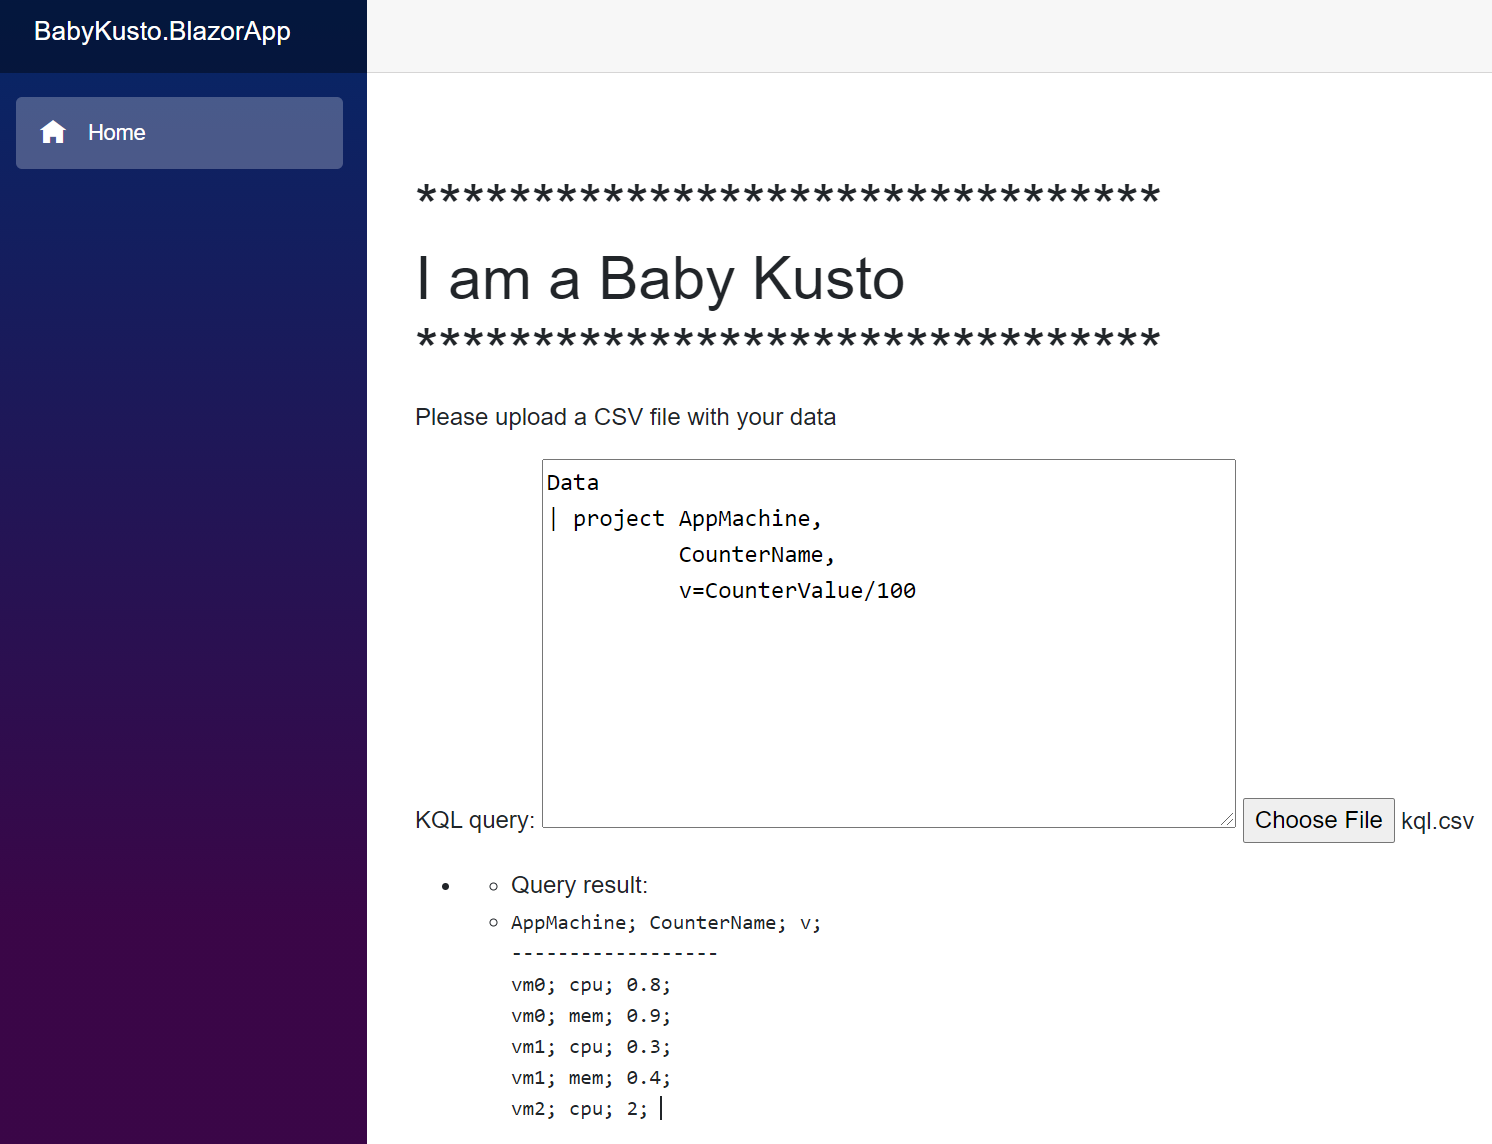 BabyKusto.BlazorApp
Home
********************************
I am a Baby Kusto
********************************
Please upload a CSV file with your data
Data
| project AppMachine,
          CounterName,
          v=CounterValue/100
KQL query:
Choose File kql.csv
Query result:
AppMachine; CounterName; v;
------------------
vm0; cpu; 0.8;
vm0; mem; 0.9;
vm1; cpu; 0.3;
vm1; mem; 0.4;
vm2; cpu; 2;